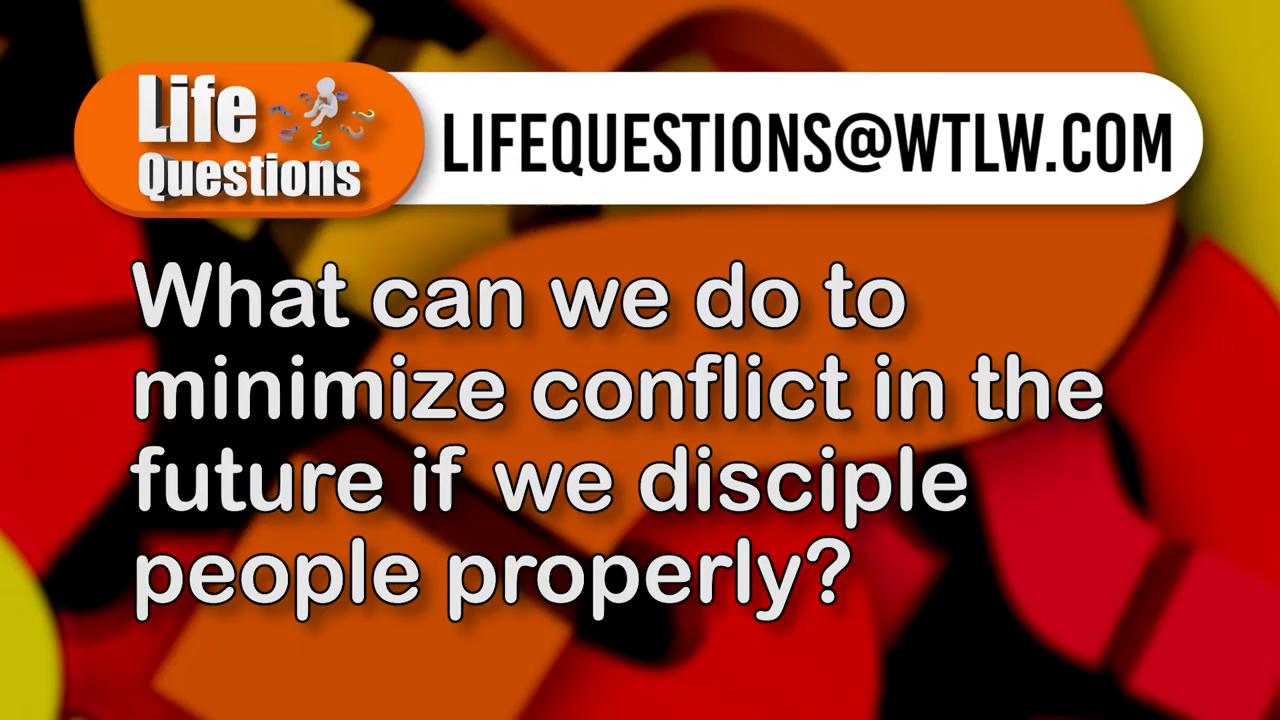 Life
Questions
LIFEQUESTIONS@WTLW.COM
What can we do to
minimize conflict in the
future if we disciple
people properly?